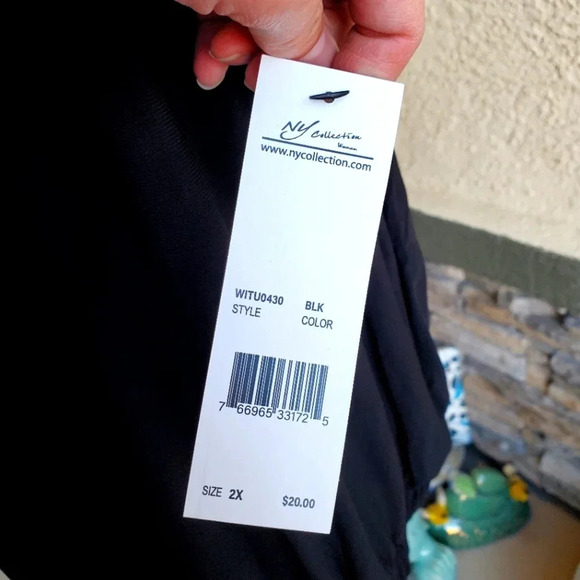 NY Collection
Woman
www.nycollection.com
WITU0430 BLK
STYLE COLOR
7 66965 33172 5
SIZE 2X $20.00